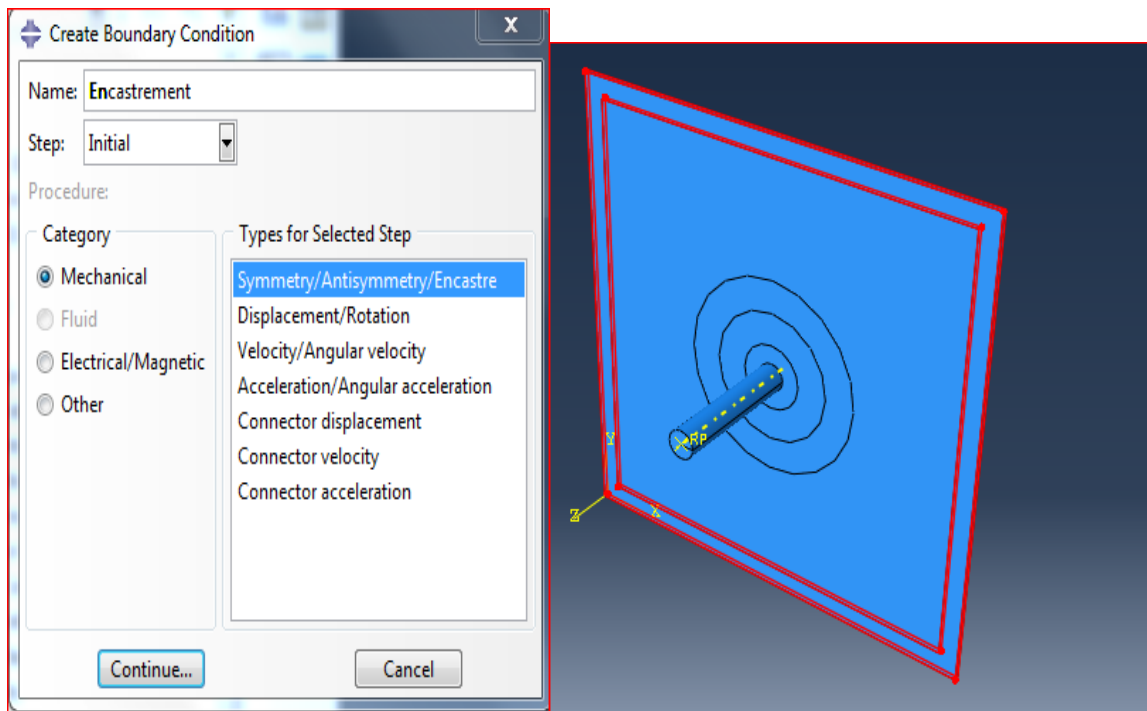 Create Boundary Condition
X
Name: Encastrement
Step: Initial
Procedure:
Category
Mechanical
Fluid
Electrical/Magnetic
Other
Types for Selected Step
Symmetry/Antisymmetry/Encastre
Displacement/Rotation
Velocity/Angular velocity
Acceleration/Angular acceleration
Connector displacement
Connector velocity
Connector acceleration
Continue...
Cancel
RP
Y
Z
X